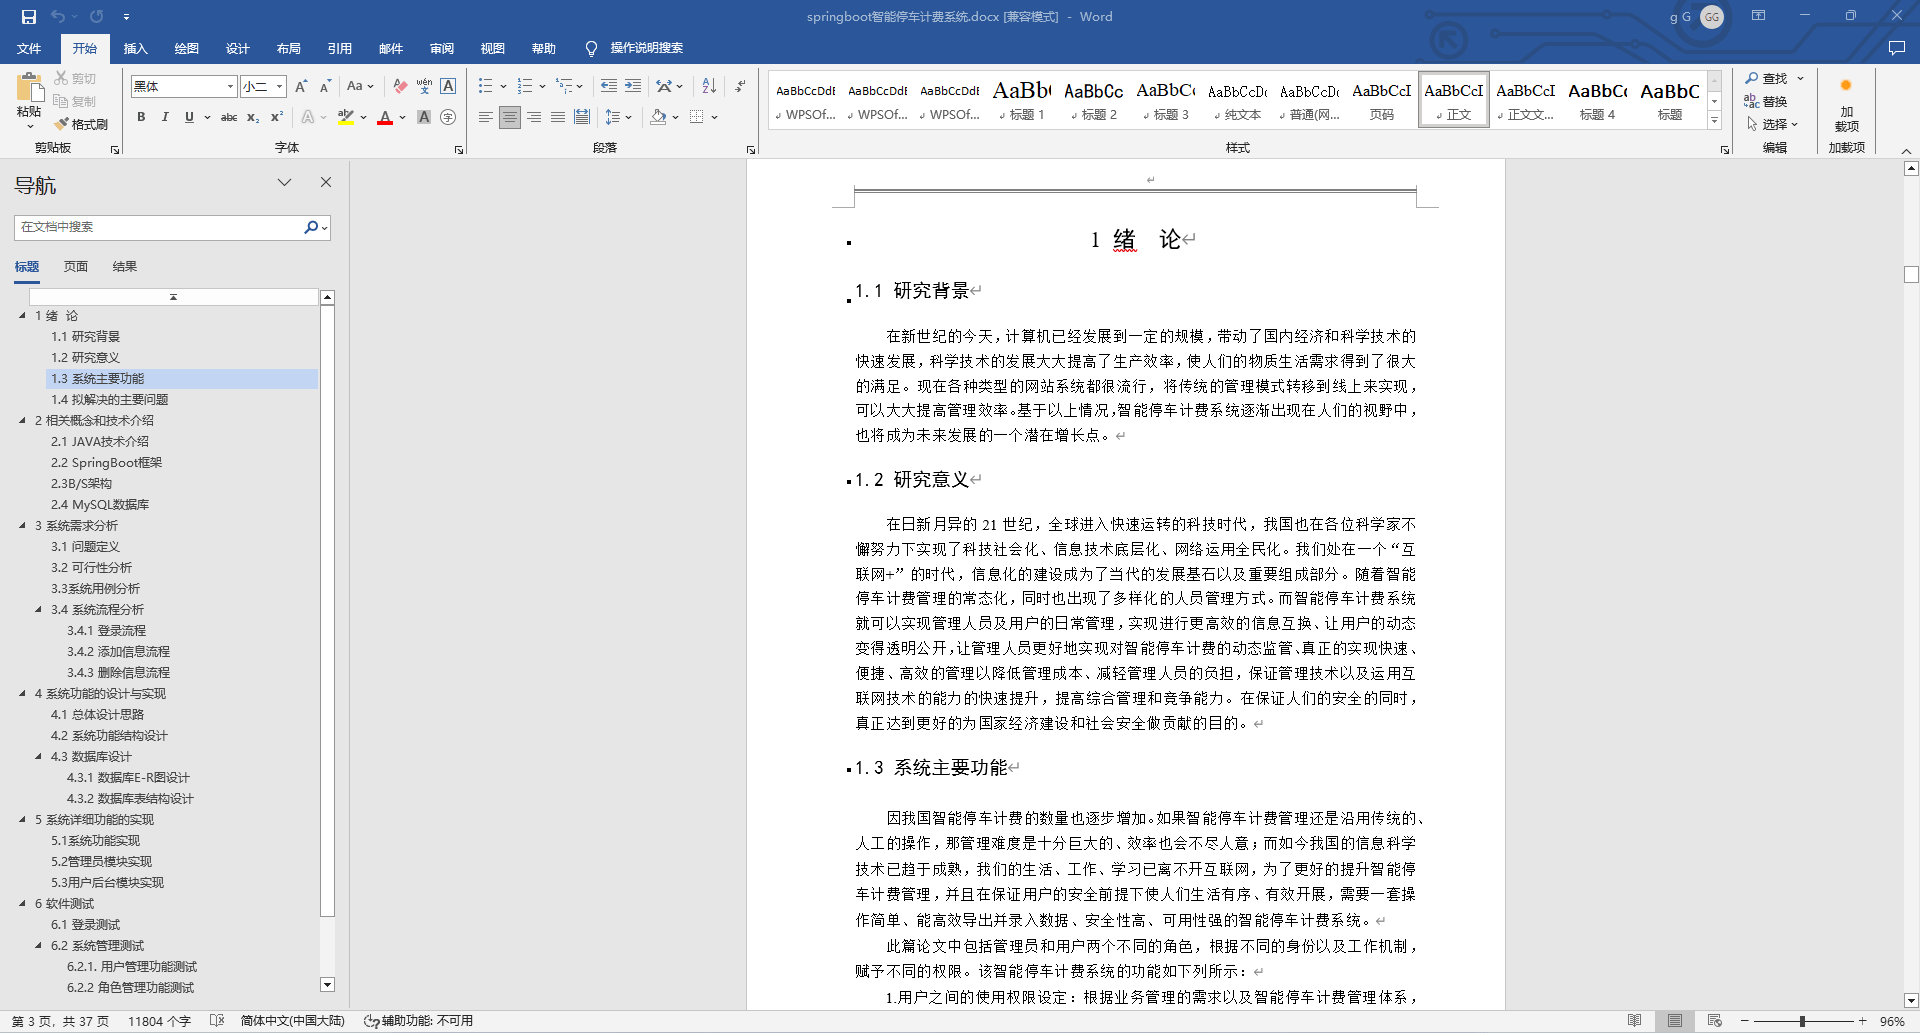 springboot智能停车计费系统.docx [兼容模式] - Word
g G
GG
文件 开始 插入 绘图 设计 布局 引用 邮件 审阅 视图 帮助 操作说明搜索
粘贴
剪切
复制
格式刷
剪贴板
黑体 小二
字体
段落
AaBbCcDdE WPSOf...
AaBbCcDdE WPSOf...
AaBbCcDdE WPSOf...
AaBb( 标题 1
AaBbCc 标题 2
AaBbC( 标题 3
AaBbCcD( 纯文本
AaBbCcD( 普通(网...
AaBbCcI 页码
AaBbCcI 正文
AaBbCcI 正文文...
AaBbC( 标题 4
AaBbC 标题
样式
查找
替换
选择
编辑
加
载项
加载项
导航
在文档中搜索
标题 页面 结果
1 绪 论
1.1 研究背景
1.2 研究意义
1.3 系统主要功能
1.4 拟解决的主要问题
2 相关概念和技术介绍
2.1 JAVA技术介绍
2.2 SpringBoot框架
2.3B/S架构
2.4 MySQL数据库
3 系统需求分析
3.1 问题定义
3.2 可行性分析
3.3系统用例分析
3.4 系统流程分析
3.4.1 登录流程
3.4.2 添加信息流程
3.4.3 删除信息流程
4 系统功能的设计与实现
4.1 总体设计思路
4.2 系统功能结构设计
4.3 数据库设计
4.3.1 数据库E-R图设计
4.3.2 数据库表结构设计
5 系统详细功能的实现
5.1系统功能实现
5.2管理员模块实现
5.3用户后台模块实现
6 软件测试
6.1 登录测试
6.2 系统管理测试
6.2.1. 用户管理功能测试
6.2.2 角色管理功能测试
1 绪 论
1.1 研究背景
在新世纪的今天，计算机已经发展到一定的规模，带动了国内经济和科学技术的
快速发展，科学技术的发展大大提高了生产效率，使人们的物质生活需求得到了很大
的满足。现在各种类型的网站系统都很流行，将传统的管理模式转移到线上来实现，
可以大大提高管理效率。基于以上情况，智能停车计费系统逐渐出现在人们的视野中，
也将成为未来发展的一个潜在增长点。
1.2 研究意义
在日新月异的 21 世纪，全球进入快速运转的科技时代，我国也在各位科学家不
懈努力下实现了科技社会化、信息技术底层化、网络运用全民化。我们处在一个“互
联网+”的时代，信息化的建设成为了当代的发展基石以及重要组成部分。随着智能
停车计费管理的常态化，同时也出现了多样化的人员管理方式。而智能停车计费系统
就可以实现管理人员及用户的日常管理，实现进行更高效的信息互换、让用户的动态
变得透明公开，让管理人员更好地实现对智能停车计费的动态监管、真正的实现快速、
便捷、高效的管理以降低管理成本、减轻管理人员的负担，保证管理技术以及运用互
联网技术的能力的快速提升，提高综合管理和竞争能力。在保证人们的安全的同时，
真正达到更好的为国家经济建设和社会安全做贡献的目的。
1.3 系统主要功能
因我国智能停车计费的数量也逐步增加。如果智能停车计费管理还是沿用传统的、
人工的操作，那管理难度是十分巨大的、效率也会不尽人意；而如今我国的信息科学
技术已趋于成熟，我们的生活、工作、学习已离不开互联网，为了更好的提升智能停
车计费管理，并且在保证用户的安全前提下使人们生活有序、有效开展，需要一套操
作简单、能高效导出并录入数据、安全性高、可用性强的智能停车计费系统。
此篇论文中包括管理员和用户两个不同的角色，根据不同的身份以及工作机制，
赋予不同的权限。该智能停车计费系统的功能如下列所示：
1.用户之间的使用权限设定：根据业务管理的需求以及智能停车计费管理体系，
第 3 页，共 37 页 11804 个字 简体中文(中国大陆) 辅助功能: 不可用 96%